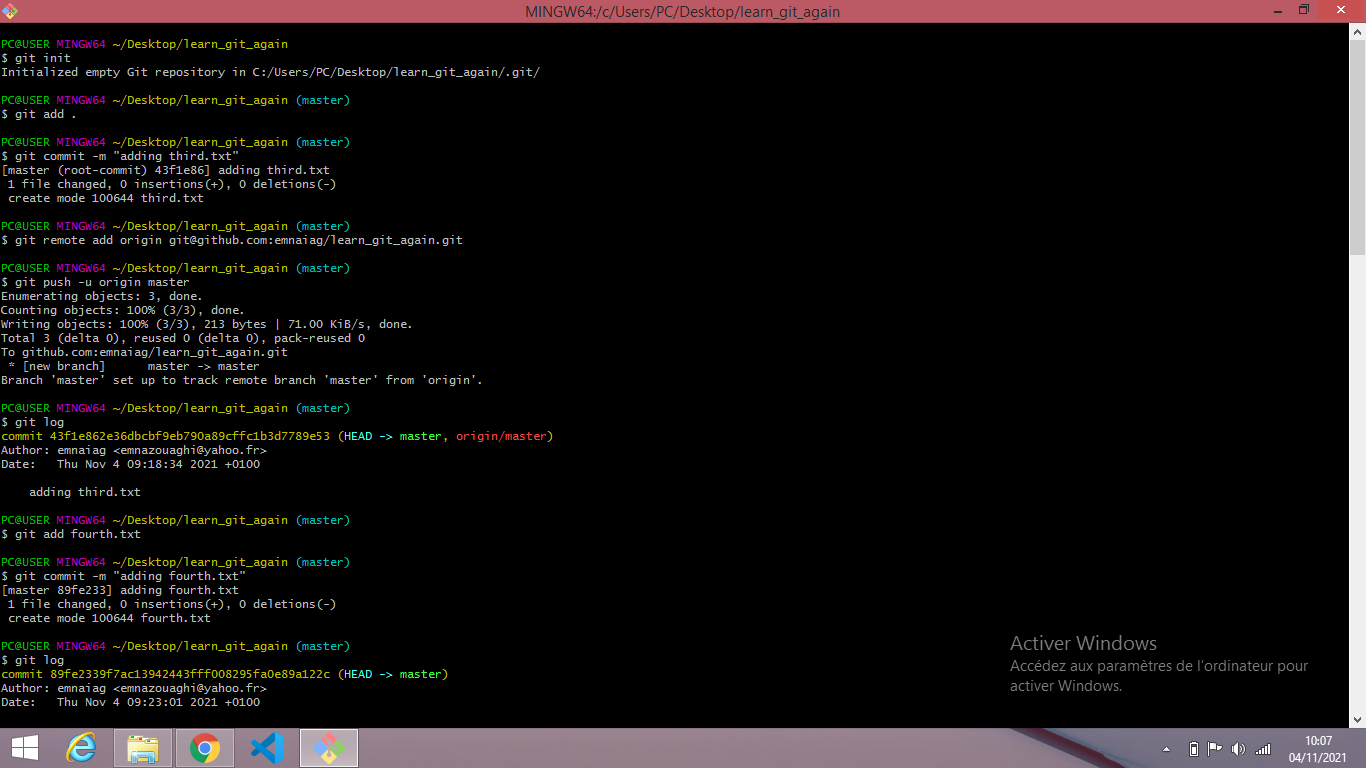 MINGW64:/c/Users/PC/Desktop/learn_git_again
PC@USER MINGW64 ~/Desktop/learn_git_again
$ git init
Initialized empty Git repository in C:/Users/PC/Desktop/learn_git_again/.git/
PC@USER MINGW64 ~/Desktop/learn_git_again (master)
$ git add .
PC@USER MINGW64 ~/Desktop/learn_git_again (master)
$ git commit -m "adding third.txt"
[master (root-commit) 43f1e86] adding third.txt
 1 file changed, 0 insertions(+), 0 deletions(-)
 create mode 100644 third.txt
PC@USER MINGW64 ~/Desktop/learn_git_again (master)
$ git remote add origin git@github.com:emnaiag/learn_git_again.git
PC@USER MINGW64 ~/Desktop/learn_git_again (master)
$ git push -u origin master
Enumerating objects: 3, done.
Counting objects: 100% (3/3), done.
Writing objects: 100% (3/3), 213 bytes | 71.00 KiB/s, done.
Total 3 (delta 0), reused 0 (delta 0), pack-reused 0
To github.com:emnaiag/learn_git_again.git
 * [new branch]      master -> master
Branch 'master' set up to track remote branch 'master' from 'origin'.
PC@USER MINGW64 ~/Desktop/learn_git_again (master)
$ git log
commit 43f1e862e36dbcbf9eb790a89cffc1b3d7789e53 (HEAD -> master, origin/master)
Author: emnaiag <emnazouaghi@yahoo.fr>
Date:   Thu Nov 4 09:18:34 2021 +0100
    adding third.txt
PC@USER MINGW64 ~/Desktop/learn_git_again (master)
$ git add fourth.txt
PC@USER MINGW64 ~/Desktop/learn_git_again (master)
$ git commit -m "adding fourth.txt"
[master 89fe233] adding fourth.txt
 1 file changed, 0 insertions(+), 0 deletions(-)
 create mode 100644 fourth.txt
PC@USER MINGW64 ~/Desktop/learn_git_again (master)
$ git log
commit 89fe2339f7ac13942443fff008295fa0e89a122c (HEAD -> master)
Author: emnaiag <emnazouaghi@yahoo.fr>
Date:   Thu Nov 4 09:23:01 2021 +0100
Activer Windows
Accédez aux paramètres de l'ordinateur pour
activer Windows.
10:07
04/11/2021